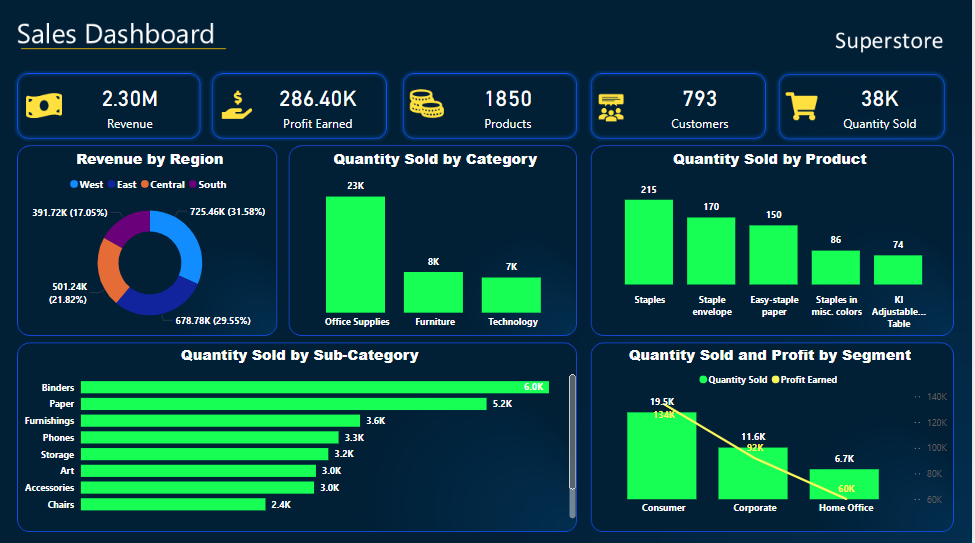 Sales Dashboard
Superstore
2.30M
Revenue
286.40K
Profit Earned
1850
Products
793
Customers
38K
Quantity Sold
Revenue by Region
West East Central South
391.72K (17.05%)
725.46K (31.58%)
501.24K
(21.82%)
678.78K (29.55%)
Quantity Sold by Category
23K
8K
7K
Office Supplies
Furniture
Technology
Quantity Sold by Product
215
170
150
86
74
Staples
Staple
envelope
Easy-staple
paper
Staples in
misc. colors
KI
Adjustable...
Table
Quantity Sold by Sub-Category
Binders 6.0K
Paper 5.2K
Furnishings 3.6K
Phones 3.3K
Storage 3.2K
Art 3.0K
Accessories 3.0K
Chairs 2.4K
Quantity Sold and Profit by Segment
Quantity Sold Profit Earned
140K
120K
100K
80K
60K
19.5K
134K
11.6K
92K
6.7K
60K
Consumer
Corporate
Home Office